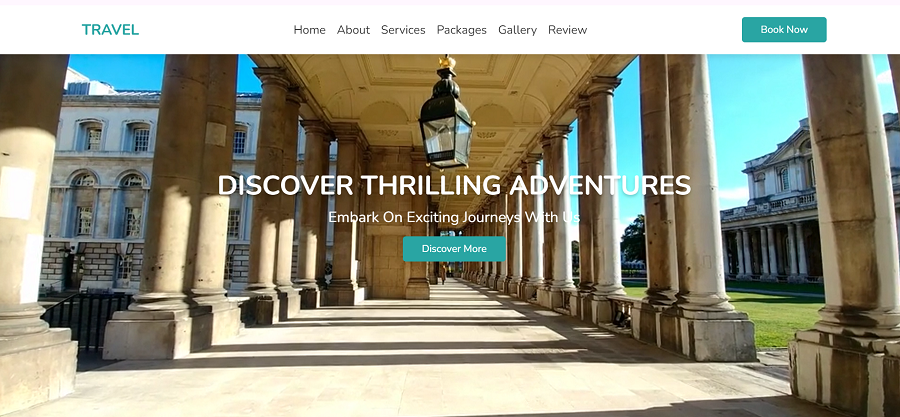 TRAVEL
Home About Services Packages Gallery Review
Book Now
DISCOVER THRILLING ADVENTURES
Embark On Exciting Journeys With Us
Discover More